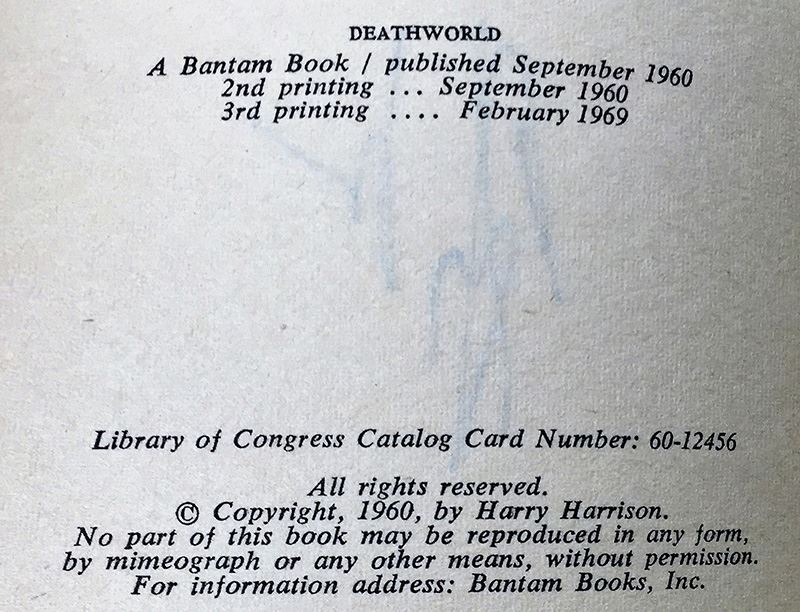 DEATHWORLD
A Bantam Book / published September 1960
2nd printing ... September 1960
3rd printing .... February 1969
Library of Congress Catalog Card Number: 60-12456
All rights reserved.
© Copyright, 1960, by Harry Harrison.
No part of this book may be reproduced in any form,
by mimeograph or any other means, without permission.
For information address: Bantam Books, Inc.